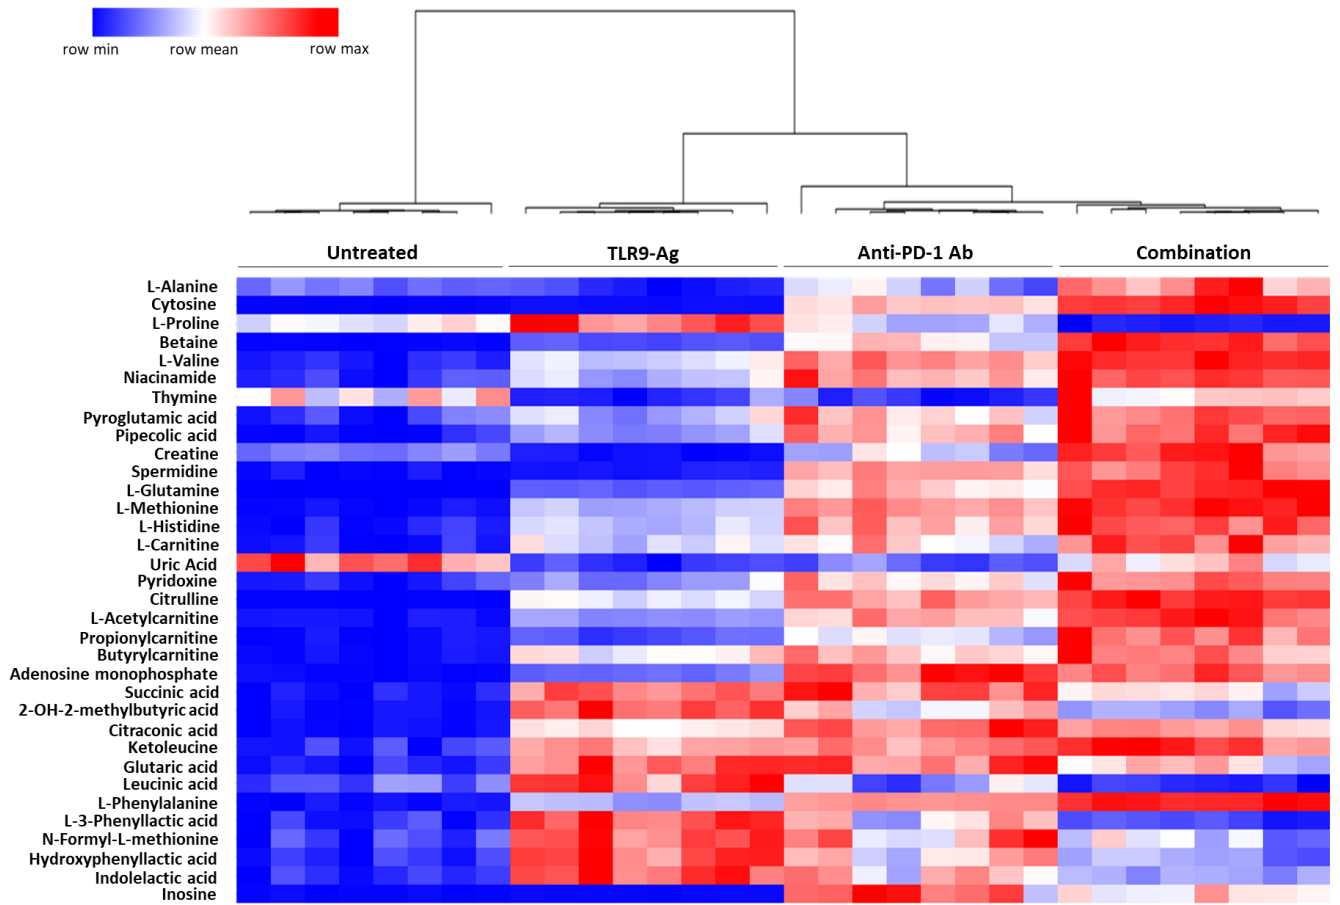 row min row mean row max
Untreated TLR9-Ag Anti-PD-1 Ab Combination
L-Alanine
Cytosine
L-Proline
Betaine
L-Valine
Niacinamide
Thymine
Pyroglutamic acid
Pipecolic acid
Creatine
Spermidine
L-Glutamine
L-Methionine
L-Histidine
L-Carnitine
Uric Acid
Pyridoxine
Citrulline
L-Acetylcarnitine
Propionylcarnitine
Butyrylcarnitine
Adenosine monophosphate
Succinic acid
2-OH-2-methylbutyric acid
Citraconic acid
Ketoleucine
Glutaric acid
Leucinic acid
L-Phenylalanine
L-3-Phenyllactic acid
N-Formyl-L-methionine
Hydroxyphenyllactic acid
Indolelactic acid
Inosine